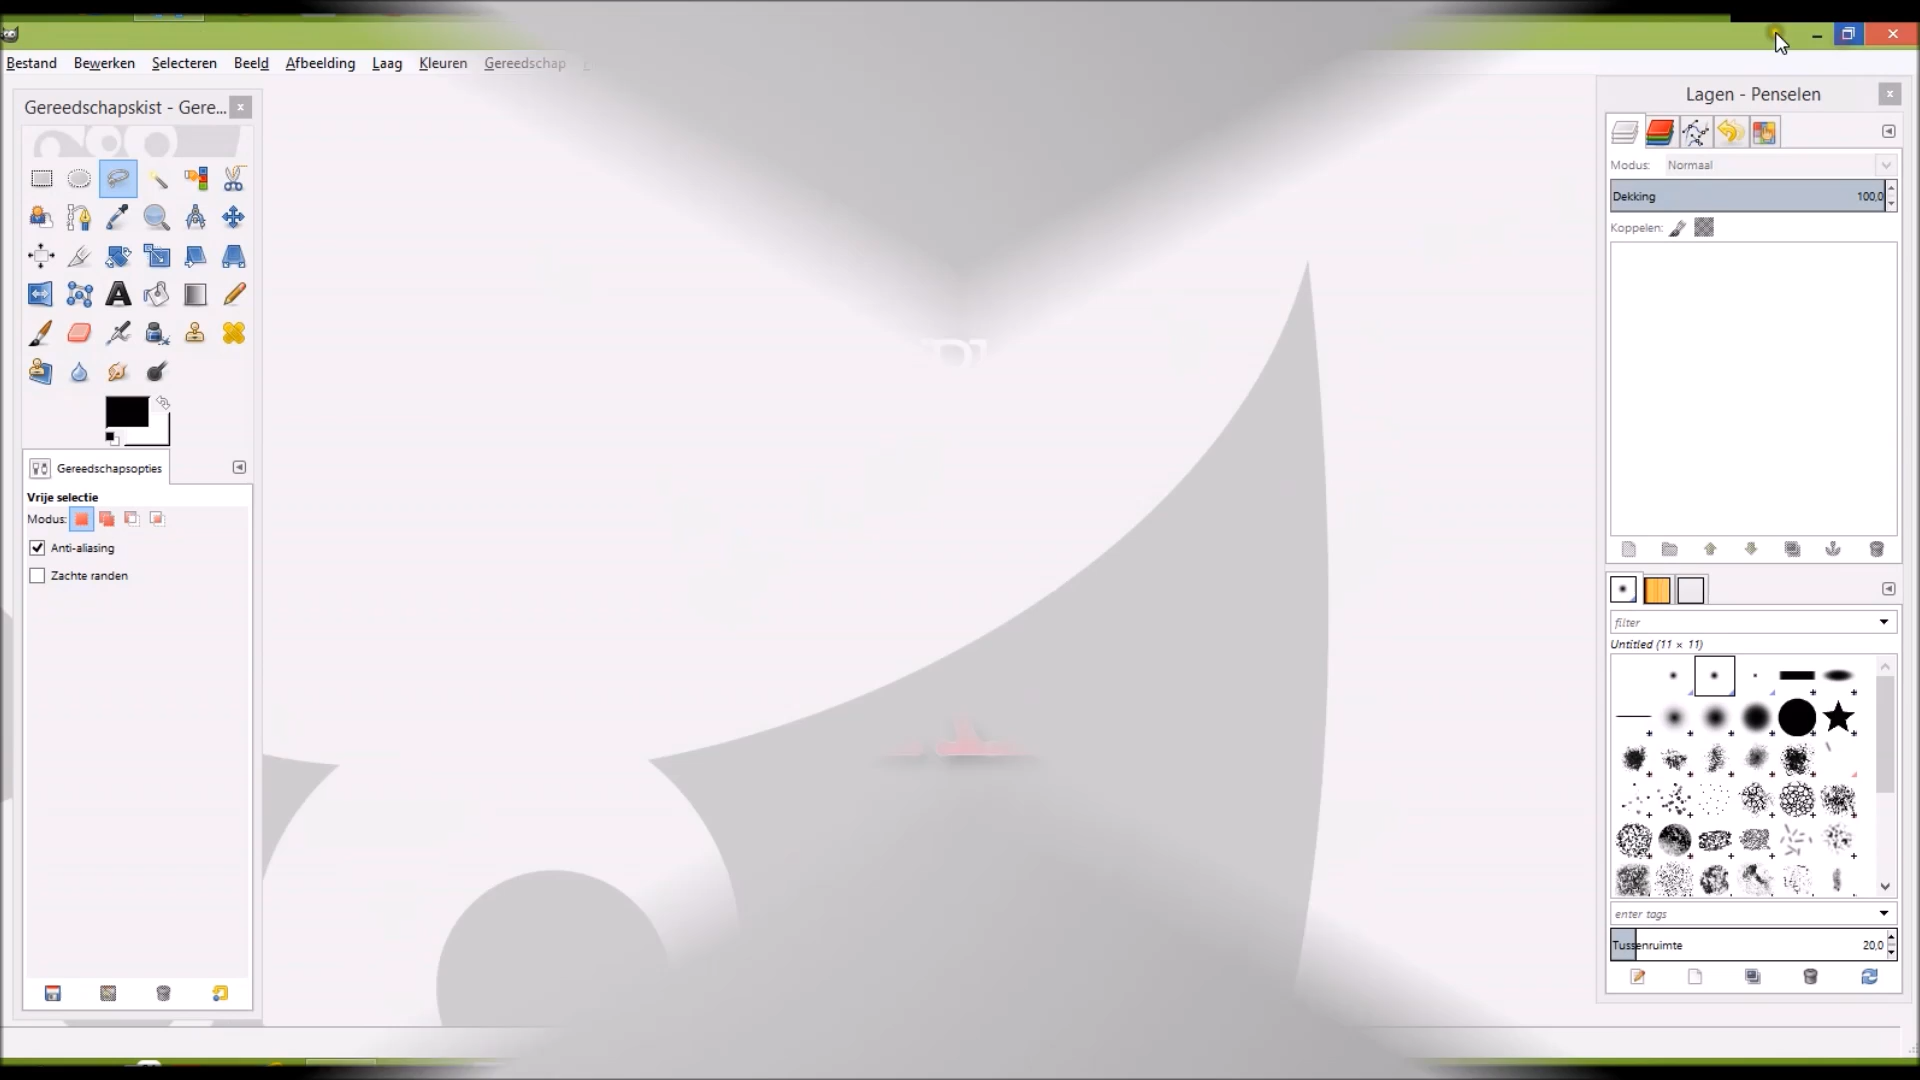 Bestand Bewerken Selecteren Beeld Afbeelding Laag Kleuren Gereedschap
Gereedschapskist - Gere...
Gereedschapsopties
Vrije selectie
Modus:
Anti-aliasing
Zachte randen
Lagen - Penselen
Modus: Normaal
Dekking 100,0
Koppelen:
filter
Untitled (11 × 11)
enter tags
Tussenruimte 20,0